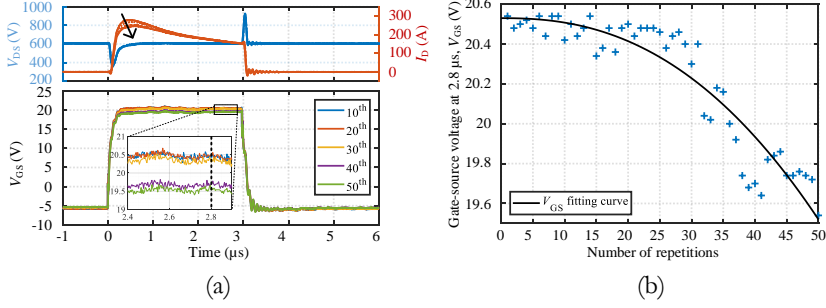 1000
800
600
400
200
V_DS (V)
300
200
100
0
I_D (A)
25
20
15
10
5
0
-5
-10
V_GS (V)
10th
20th
30th
40th
50th
21
20.5
20
19.5
19
2.4 2.6 2.8
-1 0 1 2 3 4 5 6
Time (µs)
(a)
20.6
20.4
20.2
20
19.8
19.6
Gate-source voltage at 2.8 µs, V_GS (V)
V_GS fitting curve
0 5 10 15 20 25 30 35 40 45 50
Number of repetitions
(b)